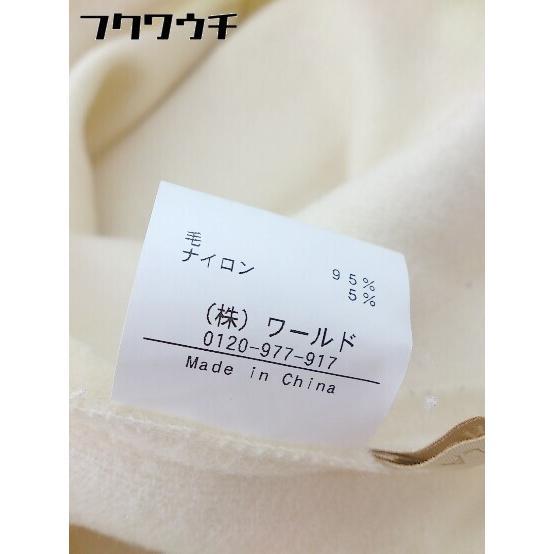 フクワウチ
毛 95%
ナイロン 5%
(株) ワールド
0120-977-917
Made in China